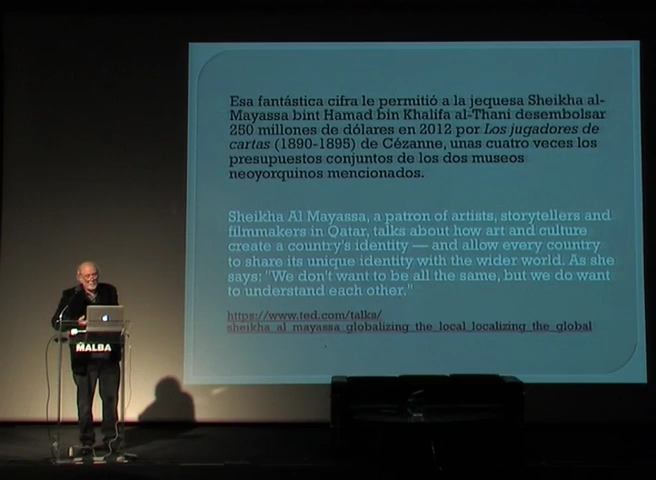 Esa fantástica cifra le permitió a la jequesa Sheikha al-
Mayassa bint Hamad bin Khalifa al-Thani desembolsar
250 millones de dólares en 2012 por Los jugadores de
cartas (1890-1895) de Cézanne, unas cuatro veces los
presupuestos conjuntos de los dos museos
neoyorquinos mencionados.
Sheikha Al Mayassa, a patron of artists, storytellers and
filmmakers in Qatar, talks about how art and culture
create a country's identity — and allow every country
to share its unique identity with the wider world. As she
says: "We don't want to be all the same, but we do want
to understand each other."
https://www.ted.com/talks/
sheikha_al_mayassa_globalizing_the_local_localizing_the_global
MALBA